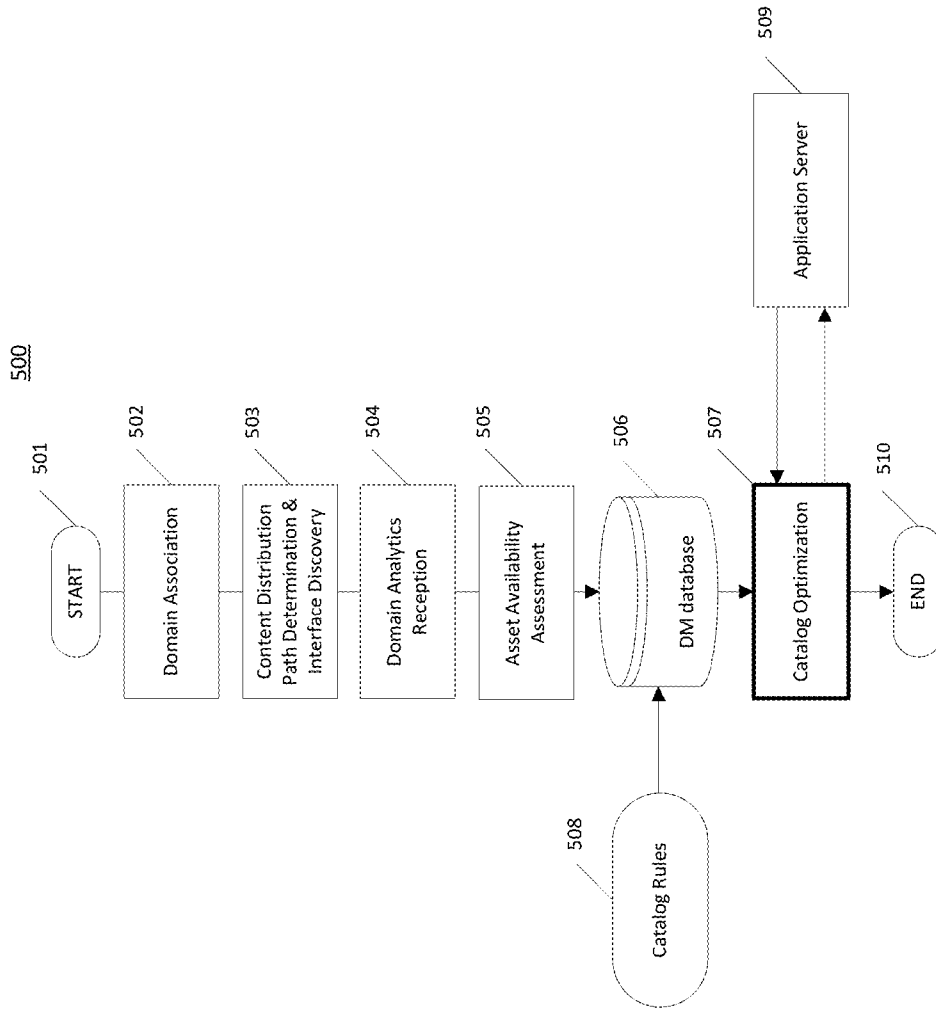 500
501
START
502
Domain Association
503
Content Distribution
Path Determination &
Interface Discovery
504
Domain Analytics
Reception
505
Asset Availability
Assessment
506
DM database
508
Catalog Rules
507
Catalog Optimization
509
Application Server
510
END